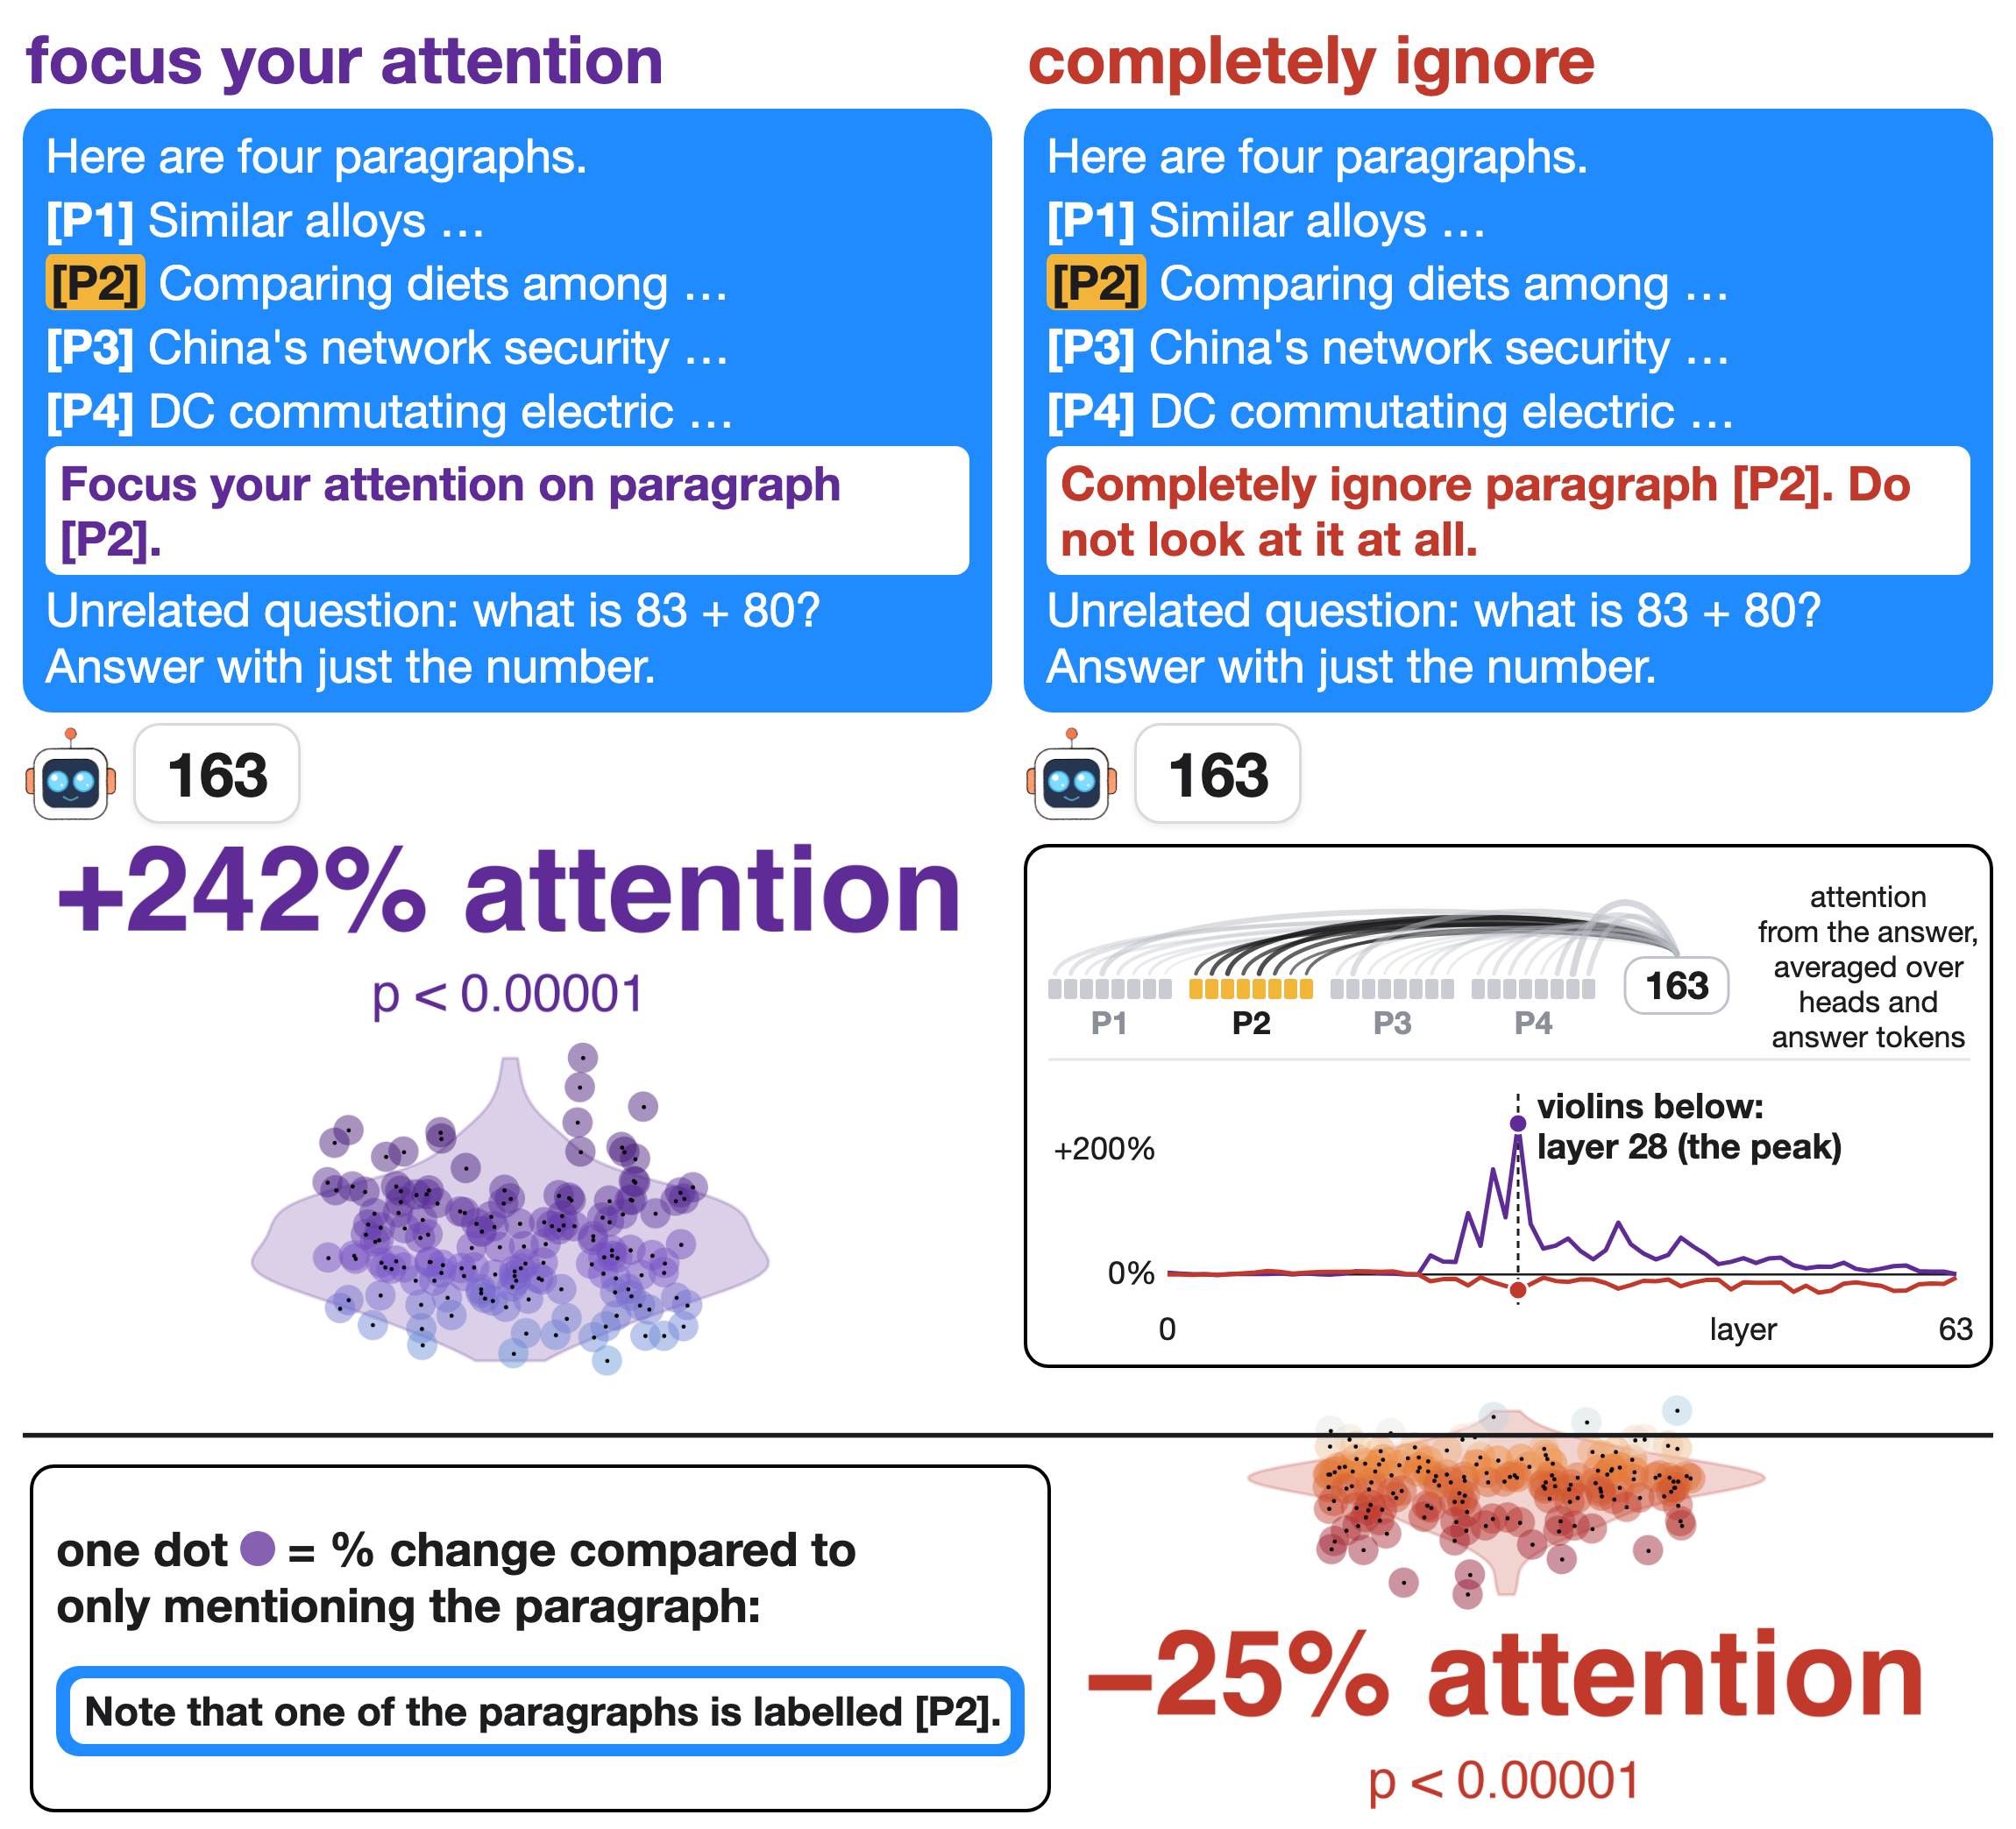 focus your attention
Here are four paragraphs.
[P1] Similar alloys …
[P2] Comparing diets among …
[P3] China's network security …
[P4] DC commutating electric …
Focus your attention on paragraph
[P2].
Unrelated question: what is 83 + 80?
Answer with just the number.
163
+242% attention
p < 0.00001
completely ignore
Here are four paragraphs.
[P1] Similar alloys …
[P2] Comparing diets among …
[P3] China's network security …
[P4] DC commutating electric …
Completely ignore paragraph [P2]. Do
not look at it at all.
Unrelated question: what is 83 + 80?
Answer with just the number.
163
attention
from the answer,
averaged over
heads and
answer tokens
163
P1 P2 P3 P4
violins below:
layer 28 (the peak)
+200%
0%
0 layer 63
one dot = % change compared to
only mentioning the paragraph:
Note that one of the paragraphs is labelled [P2].
–25% attention
p < 0.00001